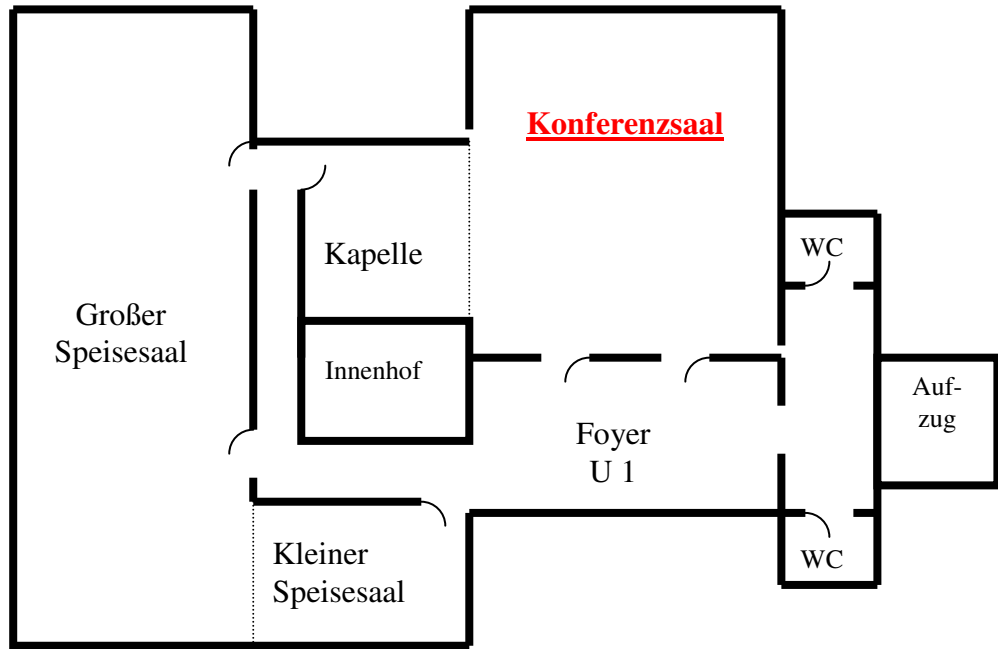 Konferenzsaal
WC
Kapelle
Großer
Speisesaal
Innenhof
Auf-
zug
Foyer
U 1
Kleiner
Speisesaal
WC